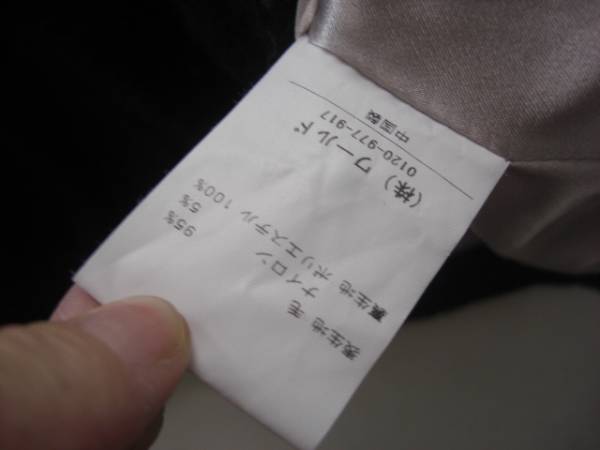 表生地 毛 95%
ナイロン 5%
裏生地 ポリエステル 100%
(株) ワールド
0120-977-917
中国製